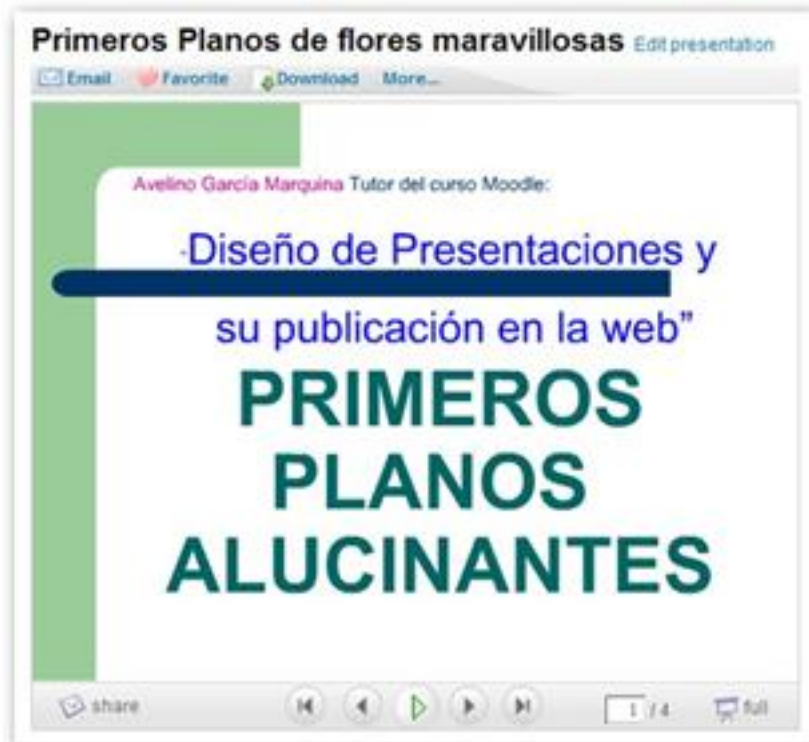 Primeros Planos de flores maravillosas Edit presentation
Email Favorite Download More...
Avelino García Marquina Tutor del curso Moodle:
-Diseño de Presentaciones y
su publicación en la web”
PRIMEROS
PLANOS
ALUCINANTES
share 1 / 4 full